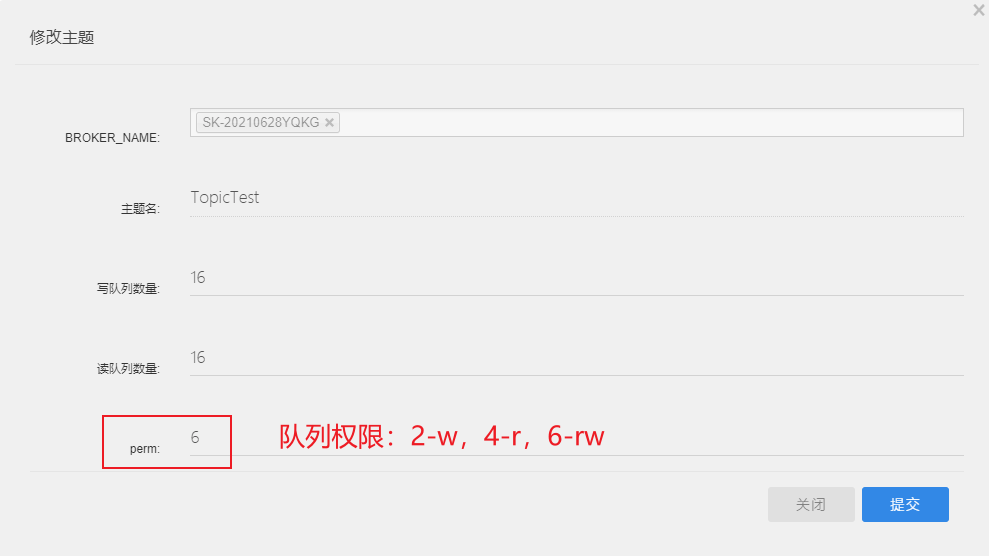 修改主题
BROKER_NAME: SK-20210628YQKG
主题名: TopicTest
写队列数量: 16
读队列数量: 16
perm: 6 队列权限：2-w，4-r，6-rw
关闭 提交